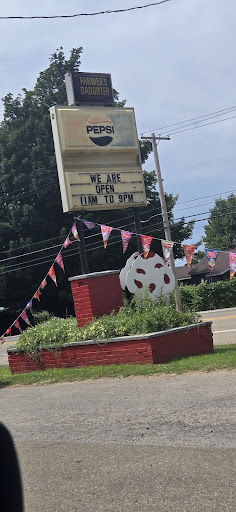 FARMER'S
DAUGHTER
PEPSI
WE ARE
OPEN
11AM TO 9PM